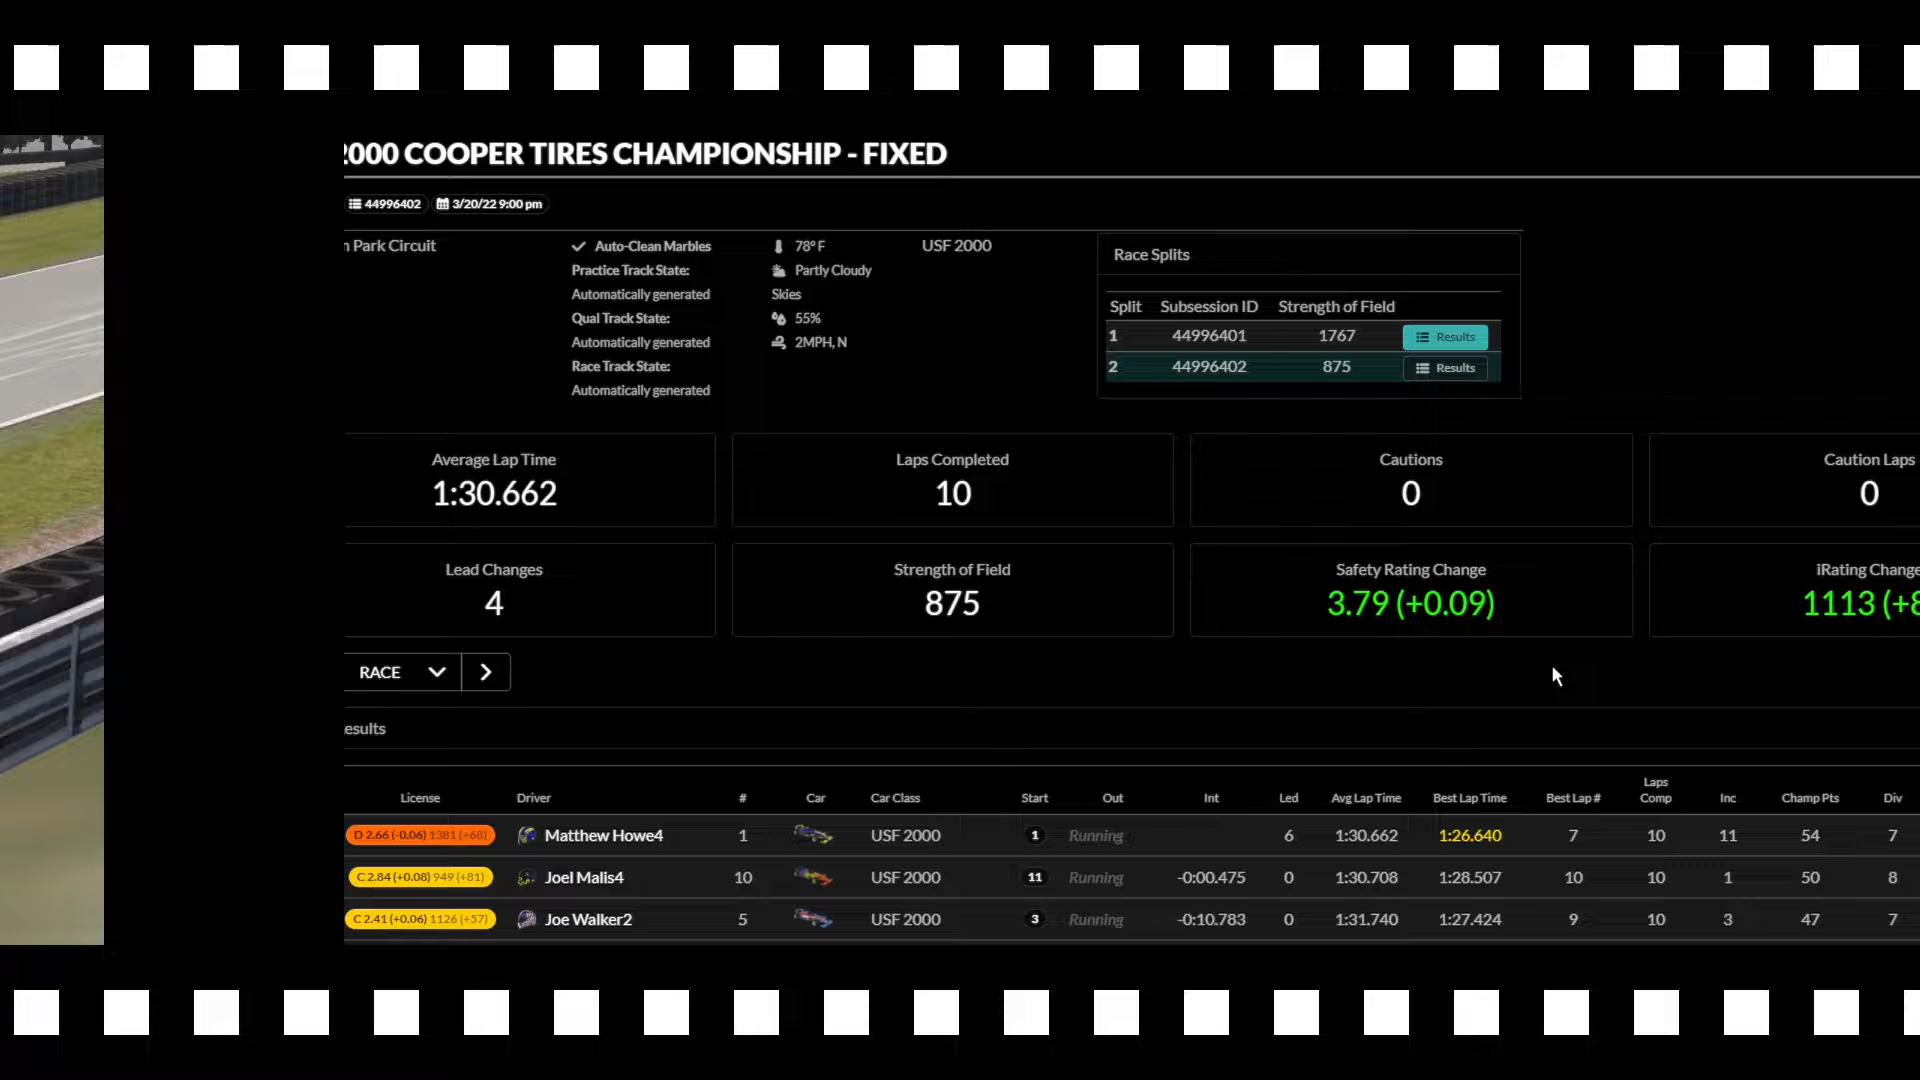 2000 COOPER TIRES CHAMPIONSHIP - FIXED
44996402 3/20/22 9:00 pm
n Park Circuit
Auto-Clean Marbles
Practice Track State:
Automatically generated
Qual Track State:
Automatically generated
Race Track State:
Automatically generated
78° F
Partly Cloudy
Skies
55%
2MPH, N
USF 2000
Race Splits
Split Subsession ID Strength of Field
1 44996401 1767 Results
2 44996402 875 Results
Average Lap Time
1:30.662
Laps Completed
10
Cautions
0
Caution Laps
0
Lead Changes
4
Strength of Field
875
Safety Rating Change
3.79 (+0.09)
iRating Change
1113 (+8
RACE
esults
License Driver # Car Car Class Start Out Int Led Avg Lap Time Best Lap Time Best Lap # Laps Comp Inc Champ Pts Div
D 2.66 (-0.06) 1381 (+68) Matthew Howe4 1 USF 2000 1 Running 6 1:30.662 1:26.640 7 10 11 54 7
C 2.84 (+0.08) 949 (+81) Joel Malis4 10 USF 2000 11 Running -0:00.475 0 1:30.708 1:28.507 10 10 1 50 8
C 2.41 (+0.06) 1126 (+57) Joe Walker2 5 USF 2000 3 Running -0:10.783 0 1:31.740 1:27.424 9 10 3 47 7